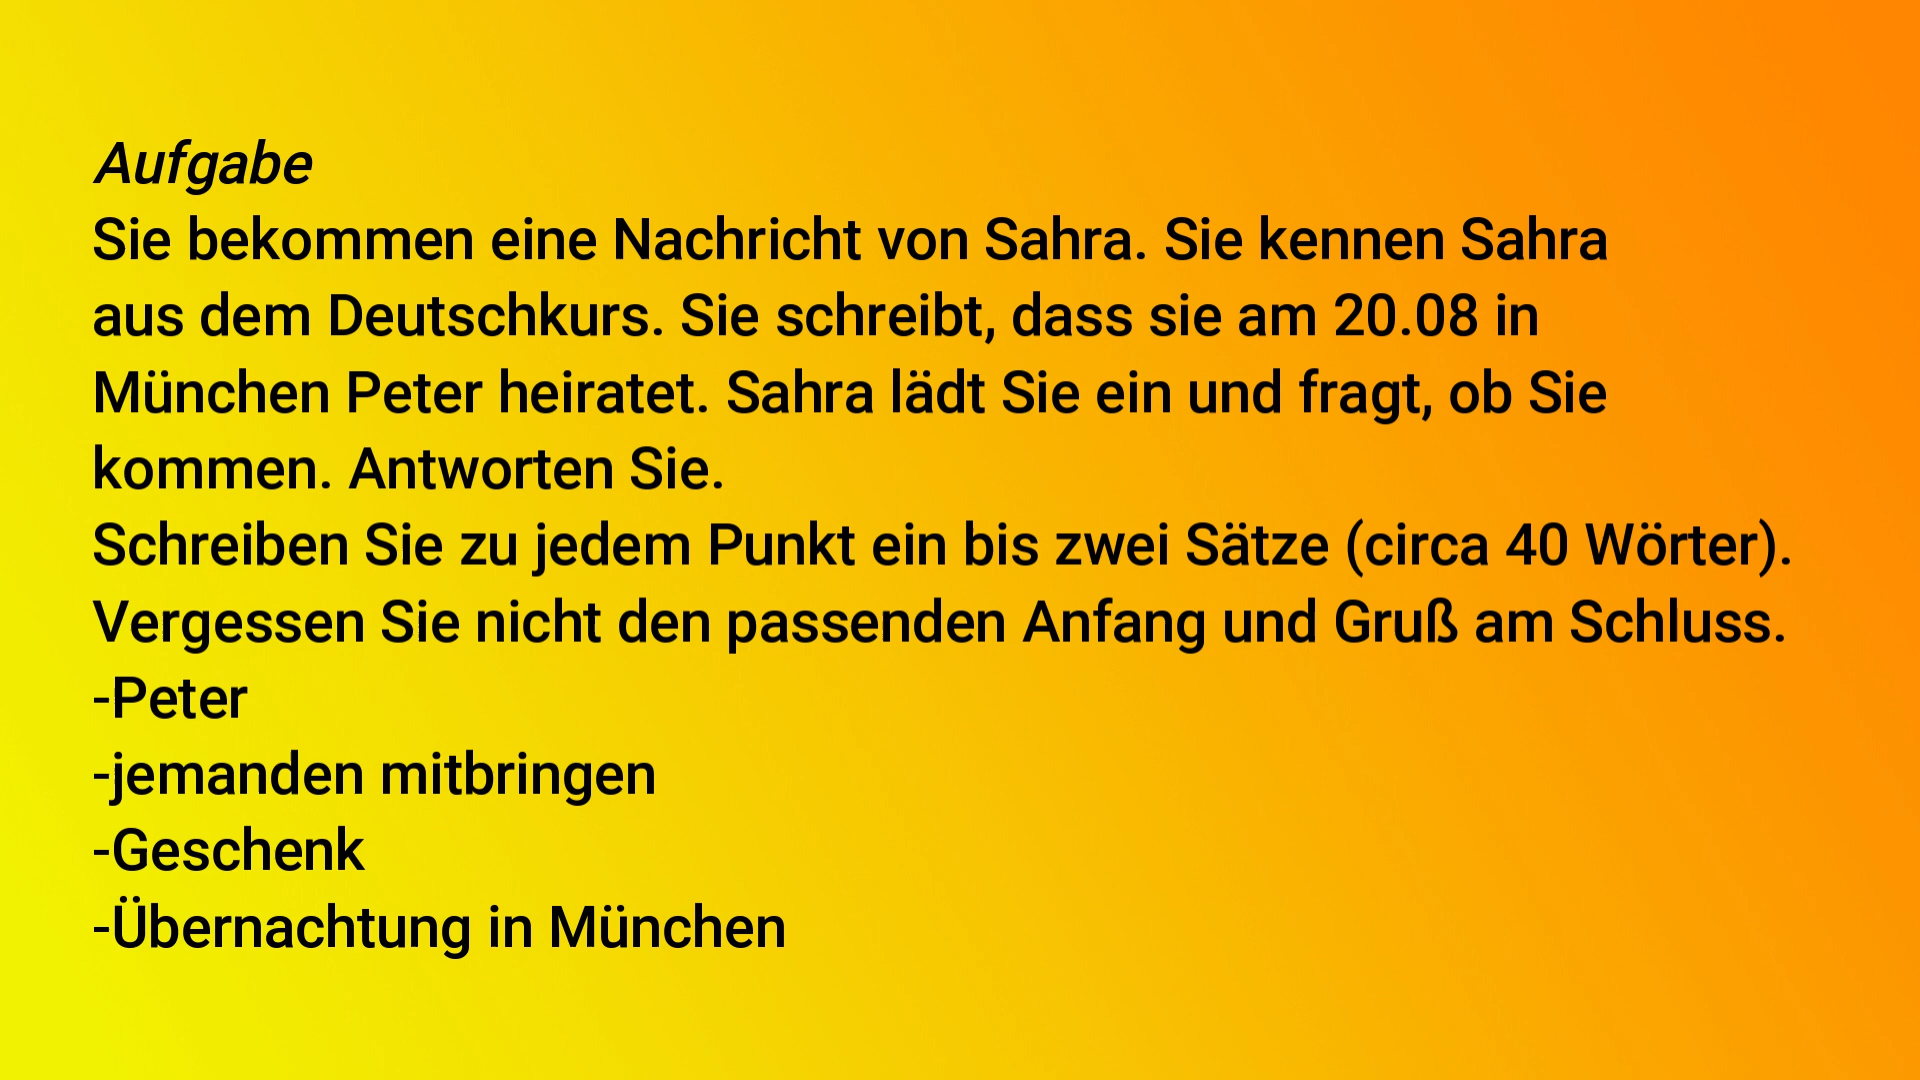 Aufgabe
Sie bekommen eine Nachricht von Sahra. Sie kennen Sahra
aus dem Deutschkurs. Sie schreibt, dass sie am 20.08 in
München Peter heiratet. Sahra lädt Sie ein und fragt, ob Sie
kommen. Antworten Sie.
Schreiben Sie zu jedem Punkt ein bis zwei Sätze (circa 40 Wörter).
Vergessen Sie nicht den passenden Anfang und Gruß am Schluss.
-Peter
-jemanden mitbringen
-Geschenk
-Übernachtung in München